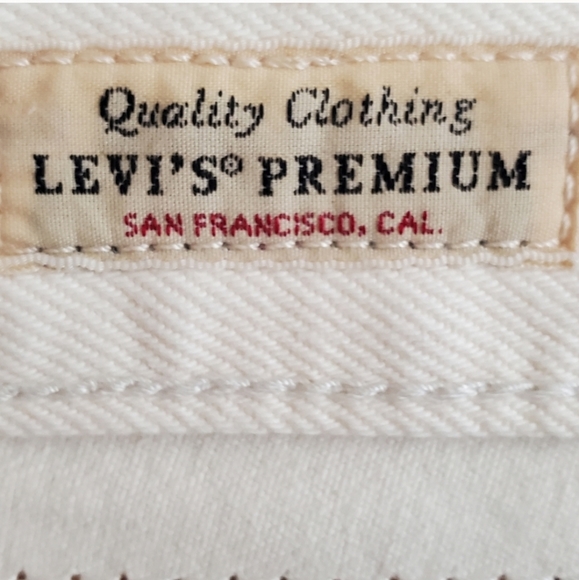 Quality Clothing
LEVI'S® PREMIUM
SAN FRANCISCO, CAL.